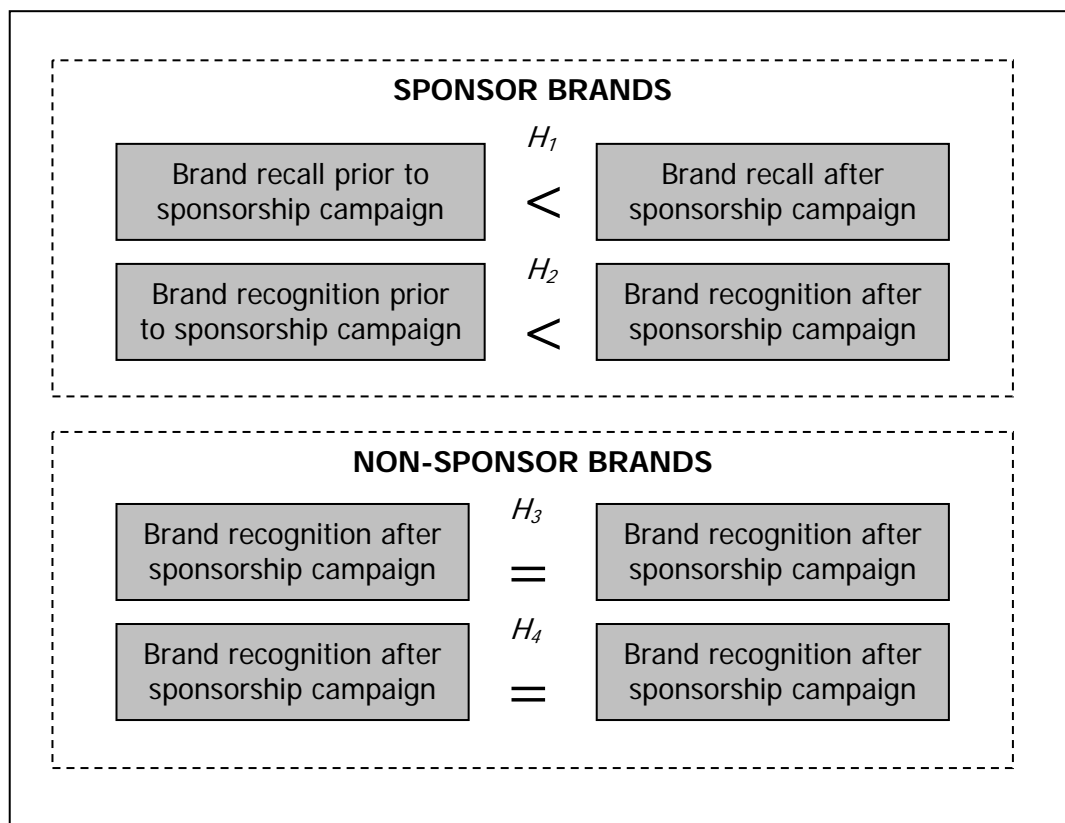 SPONSOR BRANDS
H1
Brand recall prior to
sponsorship campaign
<
Brand recall after
sponsorship campaign
H2
Brand recognition prior
to sponsorship campaign
<
Brand recognition after
sponsorship campaign
NON-SPONSOR BRANDS
H3
Brand recognition after
sponsorship campaign
=
Brand recognition after
sponsorship campaign
H4
Brand recognition after
sponsorship campaign
=
Brand recognition after
sponsorship campaign